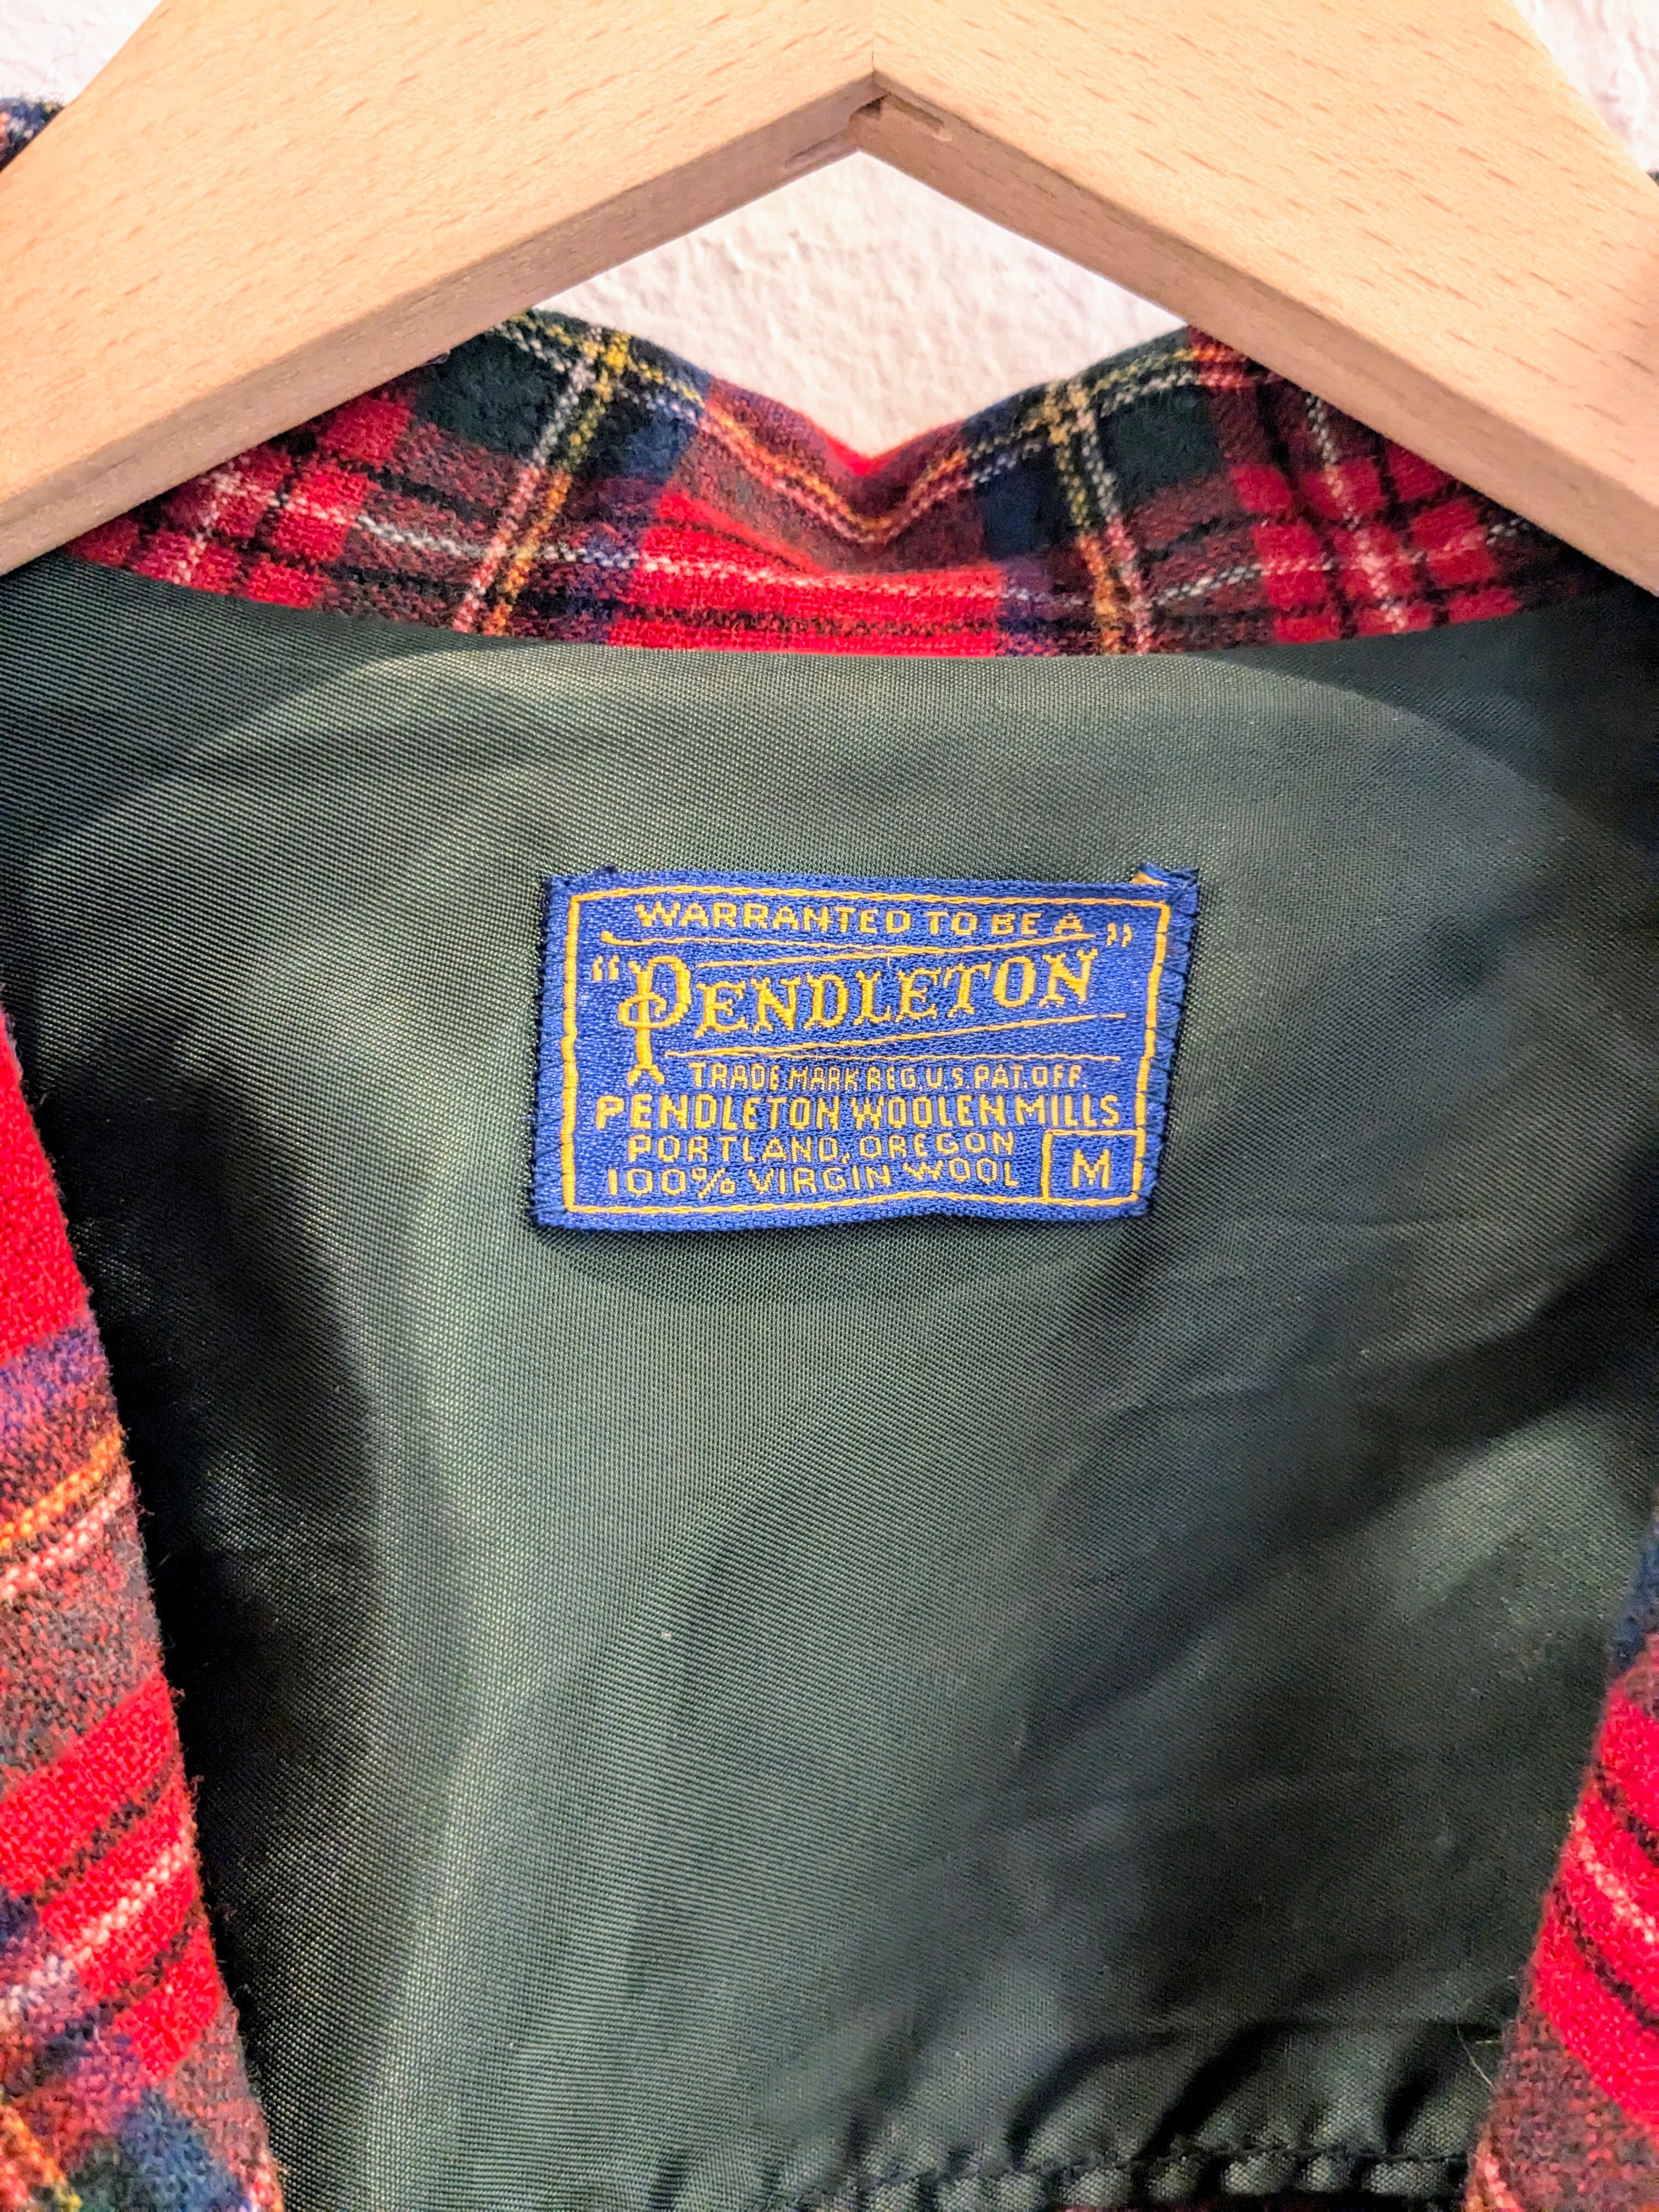 WARRANTED TO BE A
"PENDLETON"
TRADE MARK REG. U.S. PAT. OFF.
PENDLETON WOOLEN MILLS
PORTLAND, OREGON
100% VIRGIN WOOL M